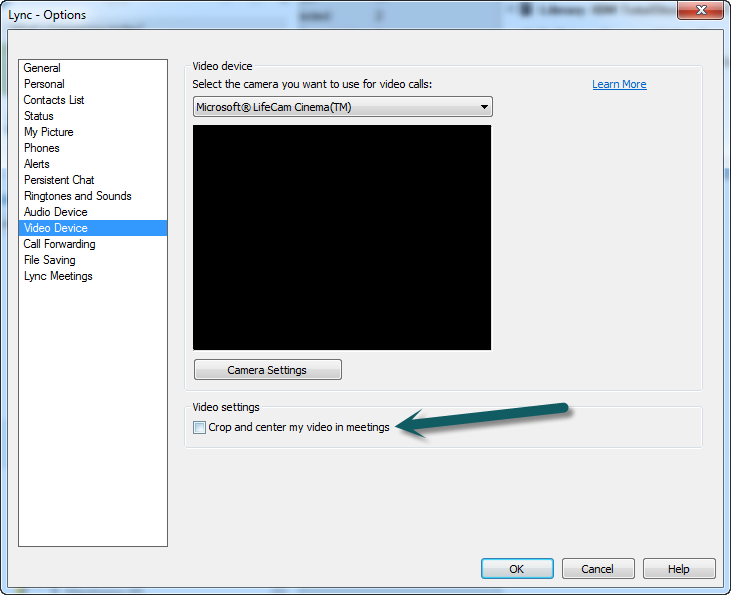 Lync - Options
General
Personal
Contacts List
Status
My Picture
Phones
Alerts
Persistent Chat
Ringtones and Sounds
Audio Device
Video Device
Call Forwarding
File Saving
Lync Meetings
Video device
Select the camera you want to use for video calls:
Learn More
Microsoft® LifeCam Cinema(TM)
Camera Settings
Video settings
Crop and center my video in meetings
OK
Cancel
Help